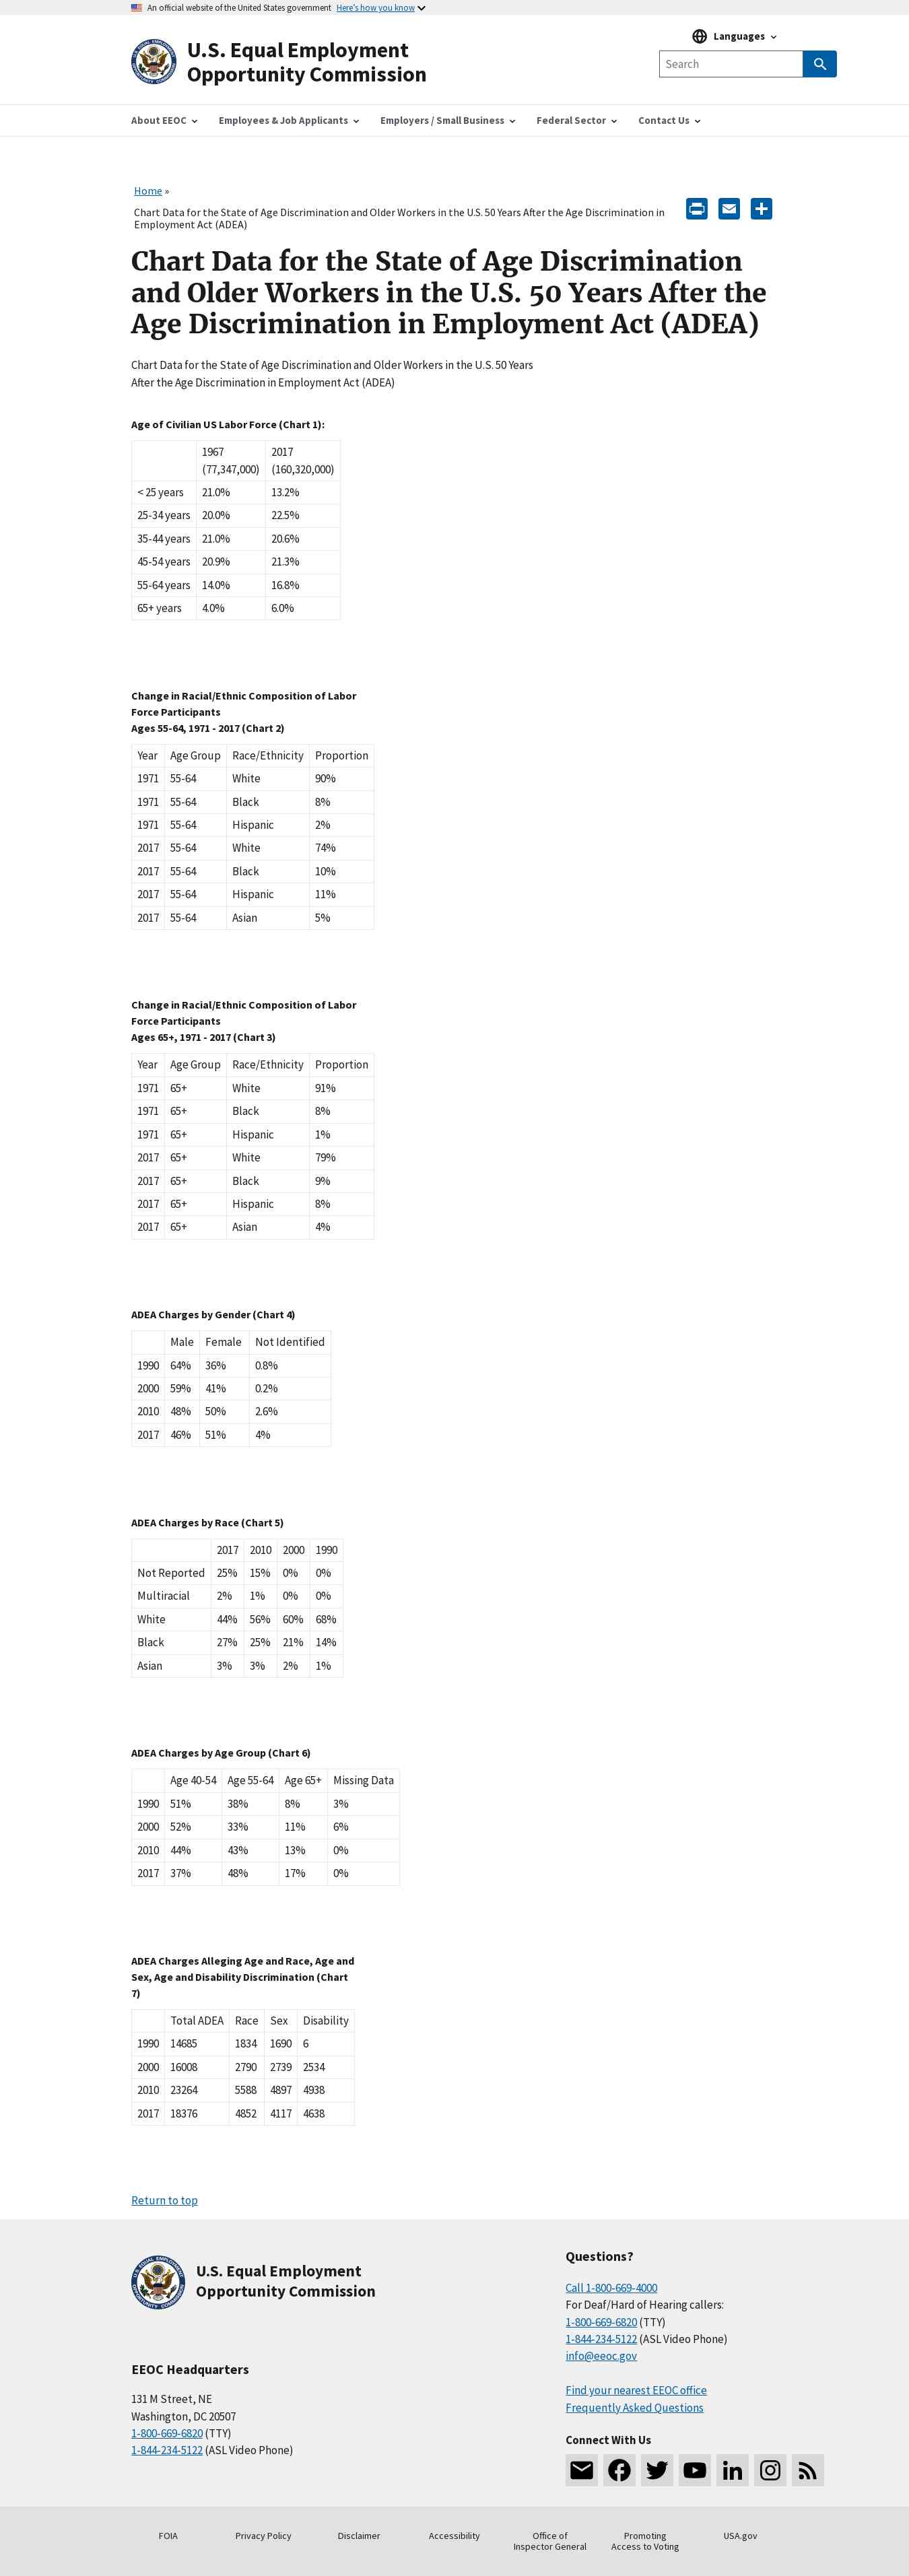 An official website of the United States government Here's how you know
U.S. Equal Employment
Opportunity Commission
Languages
Search
About EEOC Employees & Job Applicants Employers / Small Business Federal Sector Contact Us
Home »
Chart Data for the State of Age Discrimination and Older Workers in the U.S. 50 Years After the Age Discrimination in
Employment Act (ADEA)
Chart Data for the State of Age Discrimination
and Older Workers in the U.S. 50 Years After the
Age Discrimination in Employment Act (ADEA)
Chart Data for the State of Age Discrimination and Older Workers in the U.S. 50 Years
After the Age Discrimination in Employment Act (ADEA)
Age of Civilian US Labor Force (Chart 1):
1967 2017
(77,347,000) (160,320,000)
< 25 years 21.0% 13.2%
25-34 years 20.0% 22.5%
35-44 years 21.0% 20.6%
45-54 years 20.9% 21.3%
55-64 years 14.0% 16.8%
65+ years 4.0% 6.0%
Change in Racial/Ethnic Composition of Labor
Force Participants
Ages 55-64, 1971 - 2017 (Chart 2)
Year Age Group Race/Ethnicity Proportion
1971 55-64 White 90%
1971 55-64 Black 8%
1971 55-64 Hispanic 2%
2017 55-64 White 74%
2017 55-64 Black 10%
2017 55-64 Hispanic 11%
2017 55-64 Asian 5%
Change in Racial/Ethnic Composition of Labor
Force Participants
Ages 65+, 1971 - 2017 (Chart 3)
Year Age Group Race/Ethnicity Proportion
1971 65+ White 91%
1971 65+ Black 8%
1971 65+ Hispanic 1%
2017 65+ White 79%
2017 65+ Black 9%
2017 65+ Hispanic 8%
2017 65+ Asian 4%
ADEA Charges by Gender (Chart 4)
Male Female Not Identified
1990 64% 36% 0.8%
2000 59% 41% 0.2%
2010 48% 50% 2.6%
2017 46% 51% 4%
ADEA Charges by Race (Chart 5)
2017 2010 2000 1990
Not Reported 25% 15% 0% 0%
Multiracial 2% 1% 0% 0%
White 44% 56% 60% 68%
Black 27% 25% 21% 14%
Asian 3% 3% 2% 1%
ADEA Charges by Age Group (Chart 6)
Age 40-54 Age 55-64 Age 65+ Missing Data
1990 51% 38% 8% 3%
2000 52% 33% 11% 6%
2010 44% 43% 13% 0%
2017 37% 48% 17% 0%
ADEA Charges Alleging Age and Race, Age and
Sex, Age and Disability Discrimination (Chart
7)
Total ADEA Race Sex Disability
1990 14685 1834 1690 6
2000 16008 2790 2739 2534
2010 23264 5588 4897 4938
2017 18376 4852 4117 4638
Return to top
U.S. Equal Employment
Opportunity Commission
EEOC Headquarters
131 M Street, NE
Washington, DC 20507
1-800-669-6820 (TTY)
1-844-234-5122 (ASL Video Phone)
Questions?
Call 1-800-669-4000
For Deaf/Hard of Hearing callers:
1-800-669-6820 (TTY)
1-844-234-5122 (ASL Video Phone)
info@eeoc.gov
Find your nearest EEOC office
Frequently Asked Questions
Connect With Us
FOIA Privacy Policy Disclaimer Accessibility Office of Promoting USA.gov
Inspector General Access to Voting